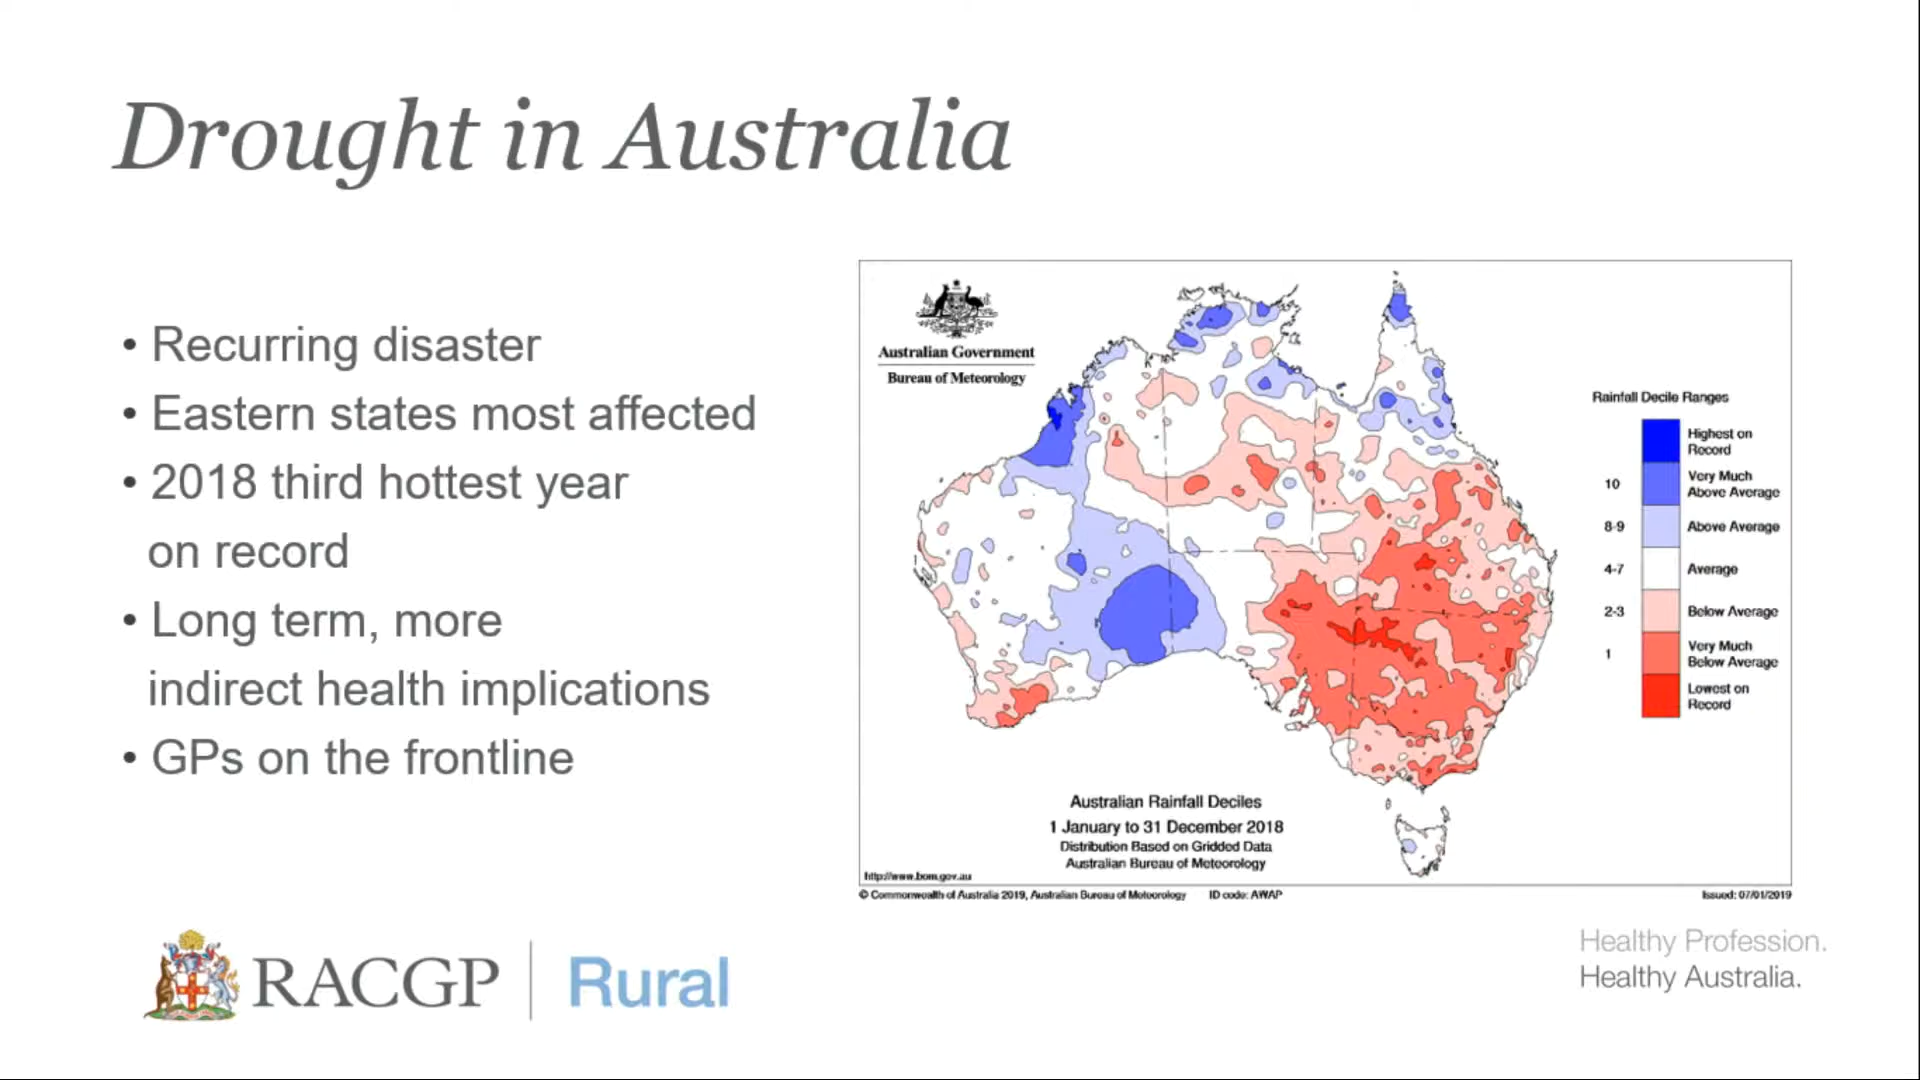 Drought in Australia
• Recurring disaster
• Eastern states most affected
• 2018 third hottest year
on record
• Long term, more
indirect health implications
• GPs on the frontline
Australian Government
Bureau of Meteorology
Rainfall Decile Ranges
Highest on
Record
10
Very Much
Above Average
8-9
Above Average
4-7
Average
2-3
Below Average
1
Very Much
Below Average
Lowest on
Record
Australian Rainfall Deciles
1 January to 31 December 2018
Distribution Based on Gridded Data
Australian Bureau of Meteorology
http://www.bom.gov.au
© Commonwealth of Australia 2019, Australian Bureau of Meteorology ID code: AWAP Issued: 07/01/2019
RACGP Rural
Healthy Profession.
Healthy Australia.